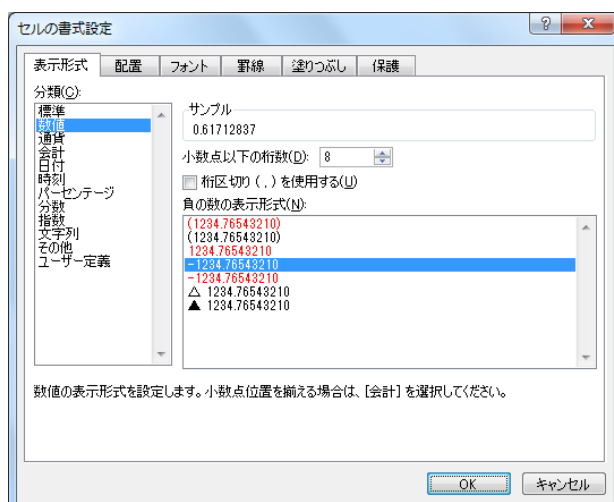 セルの書式設定
表示形式 配置 フォント 罫線 塗りつぶし 保護
分類(C):
標準
数値
通貨
会計
日付
時刻
パーセンテージ
分数
指数
文字列
その他
ユーザー定義
サンプル
0.61712837
小数点以下の桁数(D): 8
桁区切り( , )を使用する(U)
負の数の表示形式(N):
(1234.76543210)
(1234.76543210)
1234.76543210
-1234.76543210
-1234.76543210
△ 1234.76543210
▲ 1234.76543210
数値の表示形式を設定します。小数点位置を揃える場合は、[会計] を選択してください。
OK キャンセル